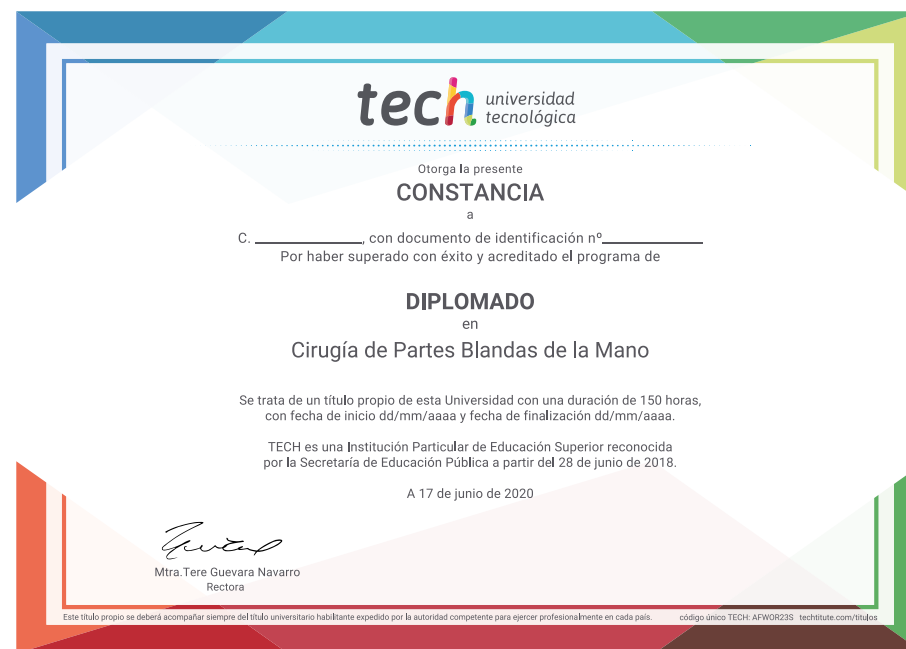 tech universidad
tecnológica
Otorga la presente
CONSTANCIA
a
C. ____________, con documento de identificación nº____________
Por haber superado con éxito y acreditado el programa de
DIPLOMADO
en
Cirugía de Partes Blandas de la Mano
Se trata de un título propio de esta Universidad con una duración de 150 horas,
con fecha de inicio dd/mm/aaaa y fecha de finalización dd/mm/aaaa.
TECH es una Institución Particular de Educación Superior reconocida
por la Secretaría de Educación Pública a partir del 28 de junio de 2018.
A 17 de junio de 2020
Mtra.Tere Guevara Navarro
Rectora
Este título propio se deberá acompañar siempre del título universitario habilitante expedido por la autoridad competente para ejercer profesionalmente en cada país. código único TECH: AFWOR23S techtitute.com/titulos